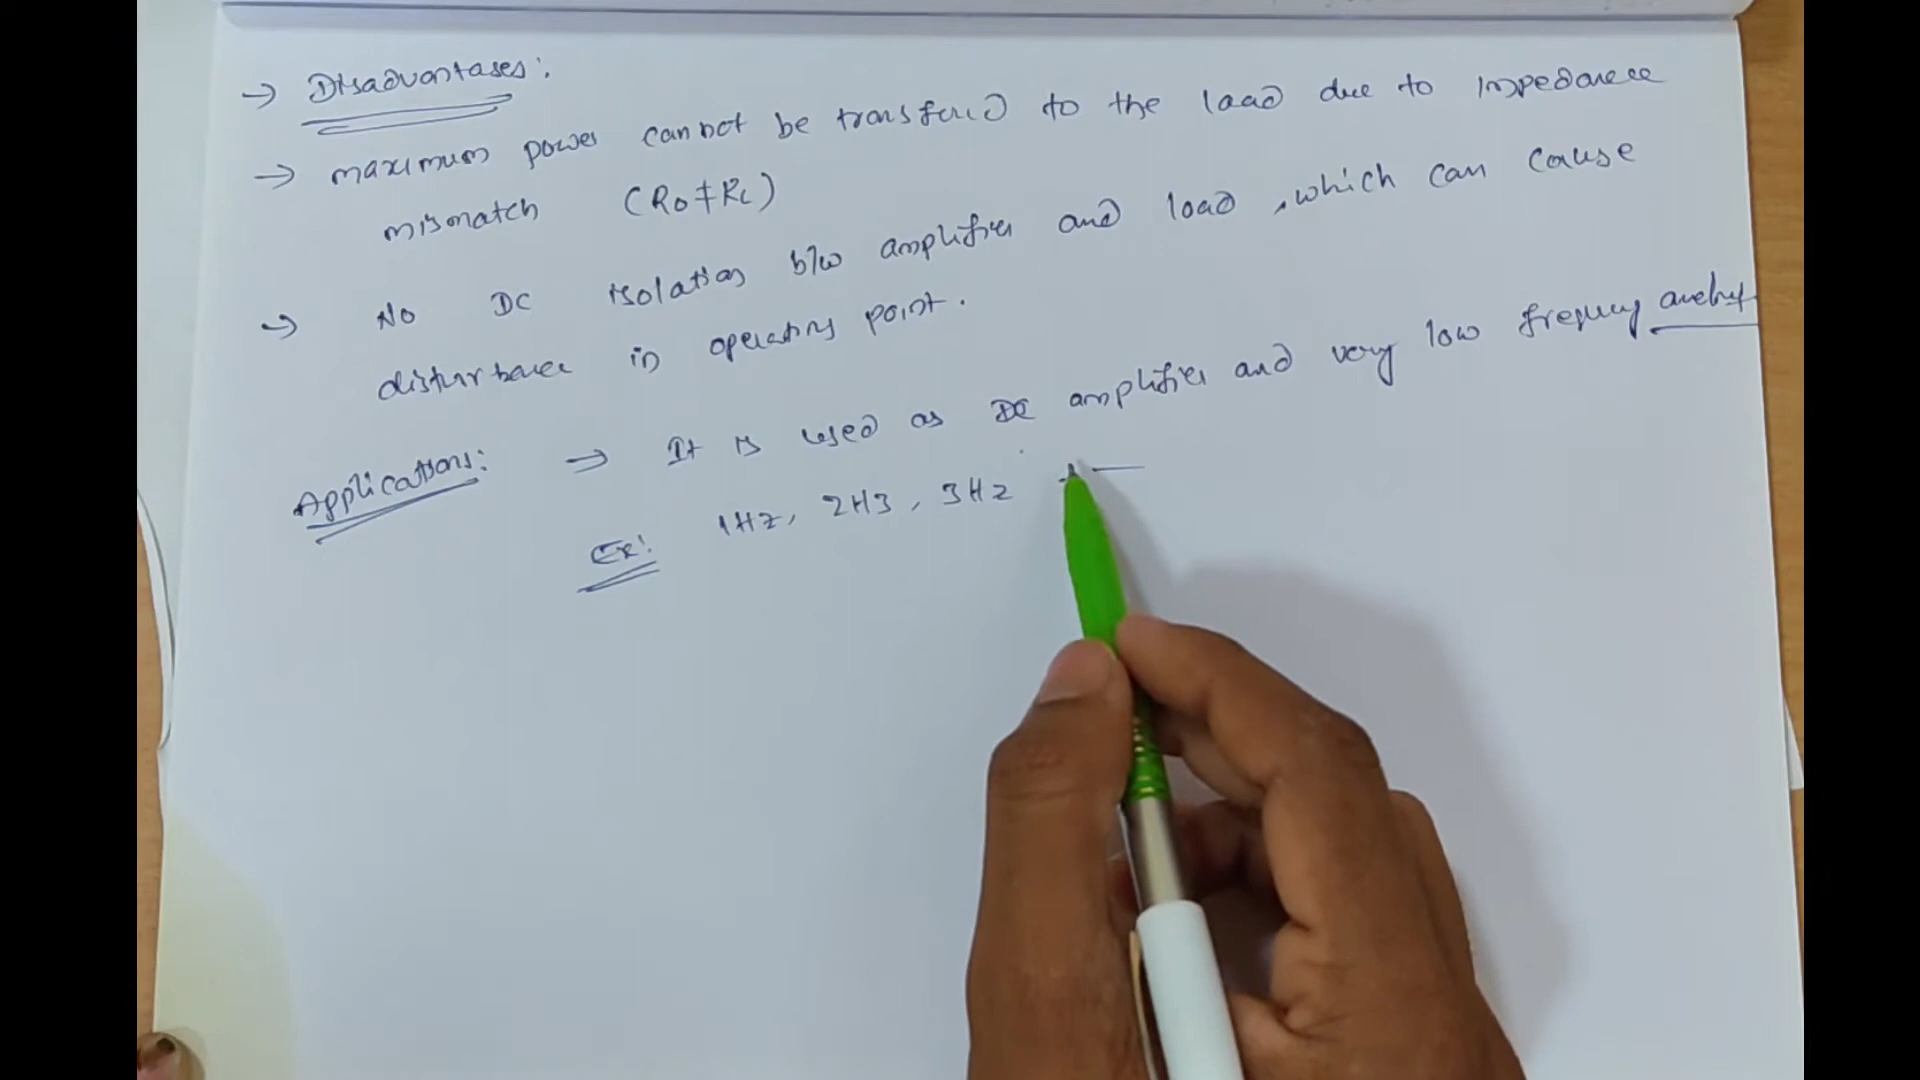 → Disadvantages:
→ maximum power cannot be transfered to the load due to Impedance
mismatch (Ro≠RL)
→ No DC isolation b/w amplifier and load, which can cause
disturbance in operating point.
Applications: → It is used as DC amplifier and very low frequency
Ex: 1Hz, 2Hz, 3Hz